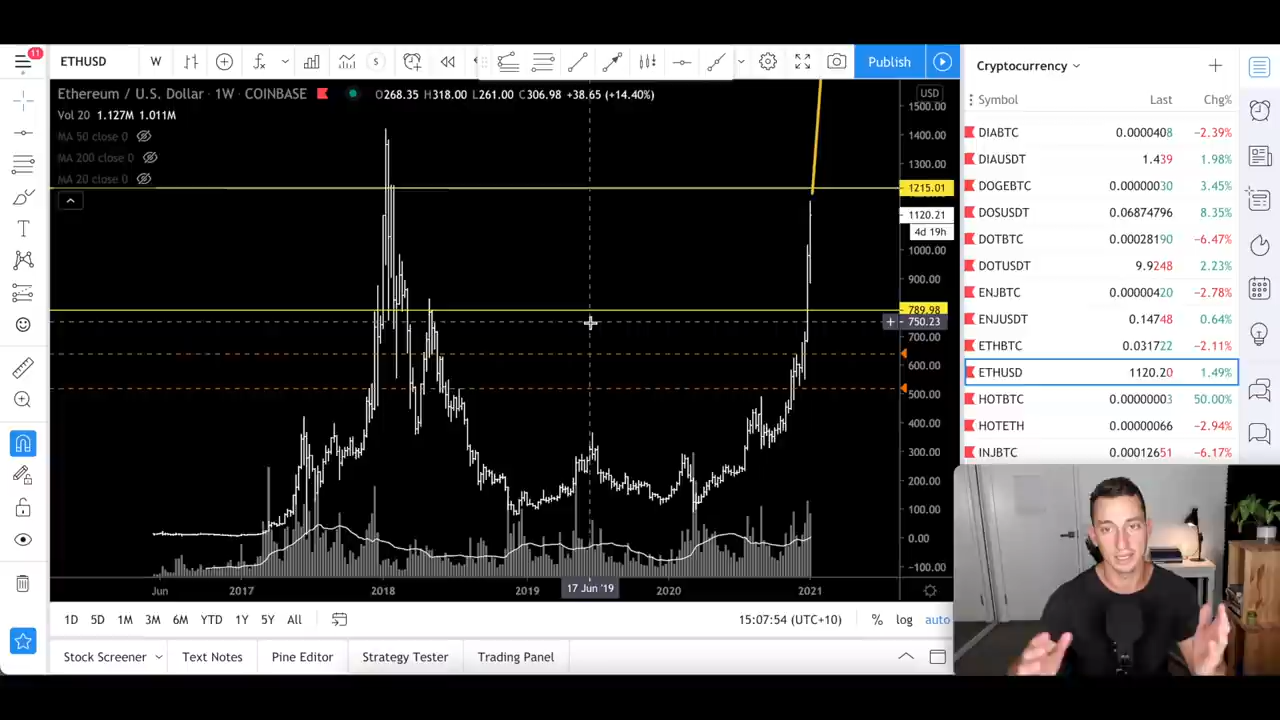 11
ETHUSD W Publish
Cryptocurrency
Ethereum / U.S. Dollar · 1W · COINBASE O268.35 H318.00 L261.00 C306.98 +38.65 (+14.40%) USD
Vol 20 1.127M 1.011M
MA 50 close 0
MA 200 close 0
MA 20 close 0
1500.00
1400.00
1300.00
1215.01
1120.21
4d 19h
1000.00
900.00
789.98
750.23
700.00
600.00
500.00
400.00
300.00
200.00
100.00
0.00
-100.00
Jun 2017 2018 2019 17 Jun '19 2020 2021
1D 5D 1M 3M 6M YTD 1Y 5Y All 15:07:54 (UTC+10) % log auto
Stock Screener Text Notes Pine Editor Strategy Tester Trading Panel
Symbol Last Chg%
DIABTC 0.0000408 −2.39%
DIAUSDT 1.439 1.98%
DOGEBTC 0.00000030 3.45%
DOSUSDT 0.06874796 8.35%
DOTBTC 0.00028190 −6.47%
DOTUSDT 9.9248 2.23%
ENJBTC 0.00000420 −2.78%
ENJUSDT 0.14748 0.64%
ETHBTC 0.031722 −2.11%
ETHUSD 1120.20 1.49%
HOTBTC 0.00000003 50.00%
HOTETH 0.00000066 −2.94%
INJBTC 0.00012651 −6.17%